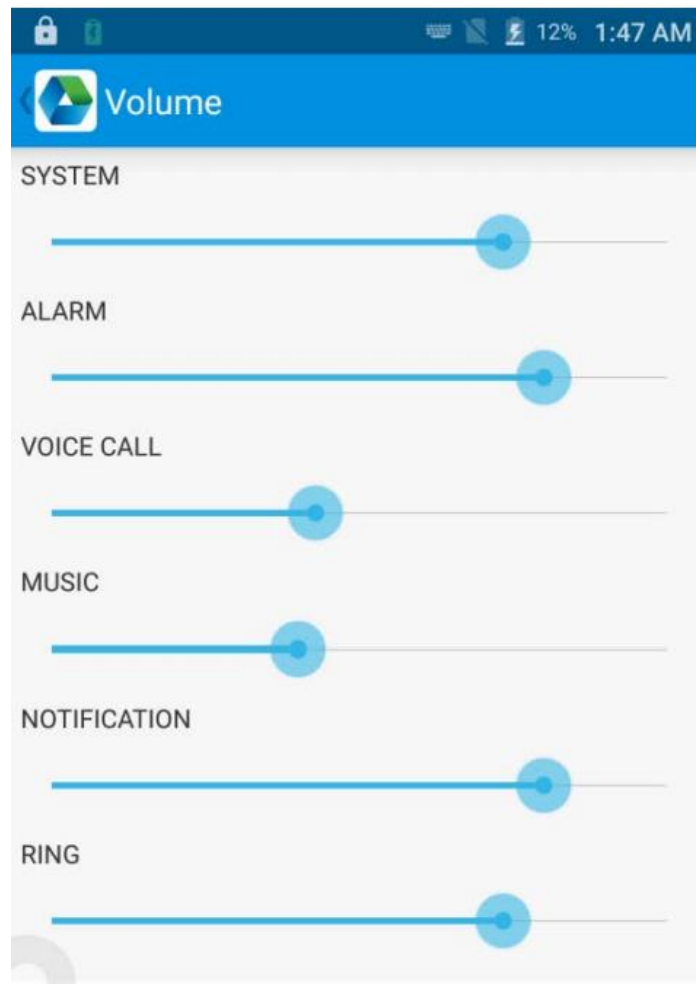 12% 1:47 AM
Volume
SYSTEM
ALARM
VOICE CALL
MUSIC
NOTIFICATION
RING